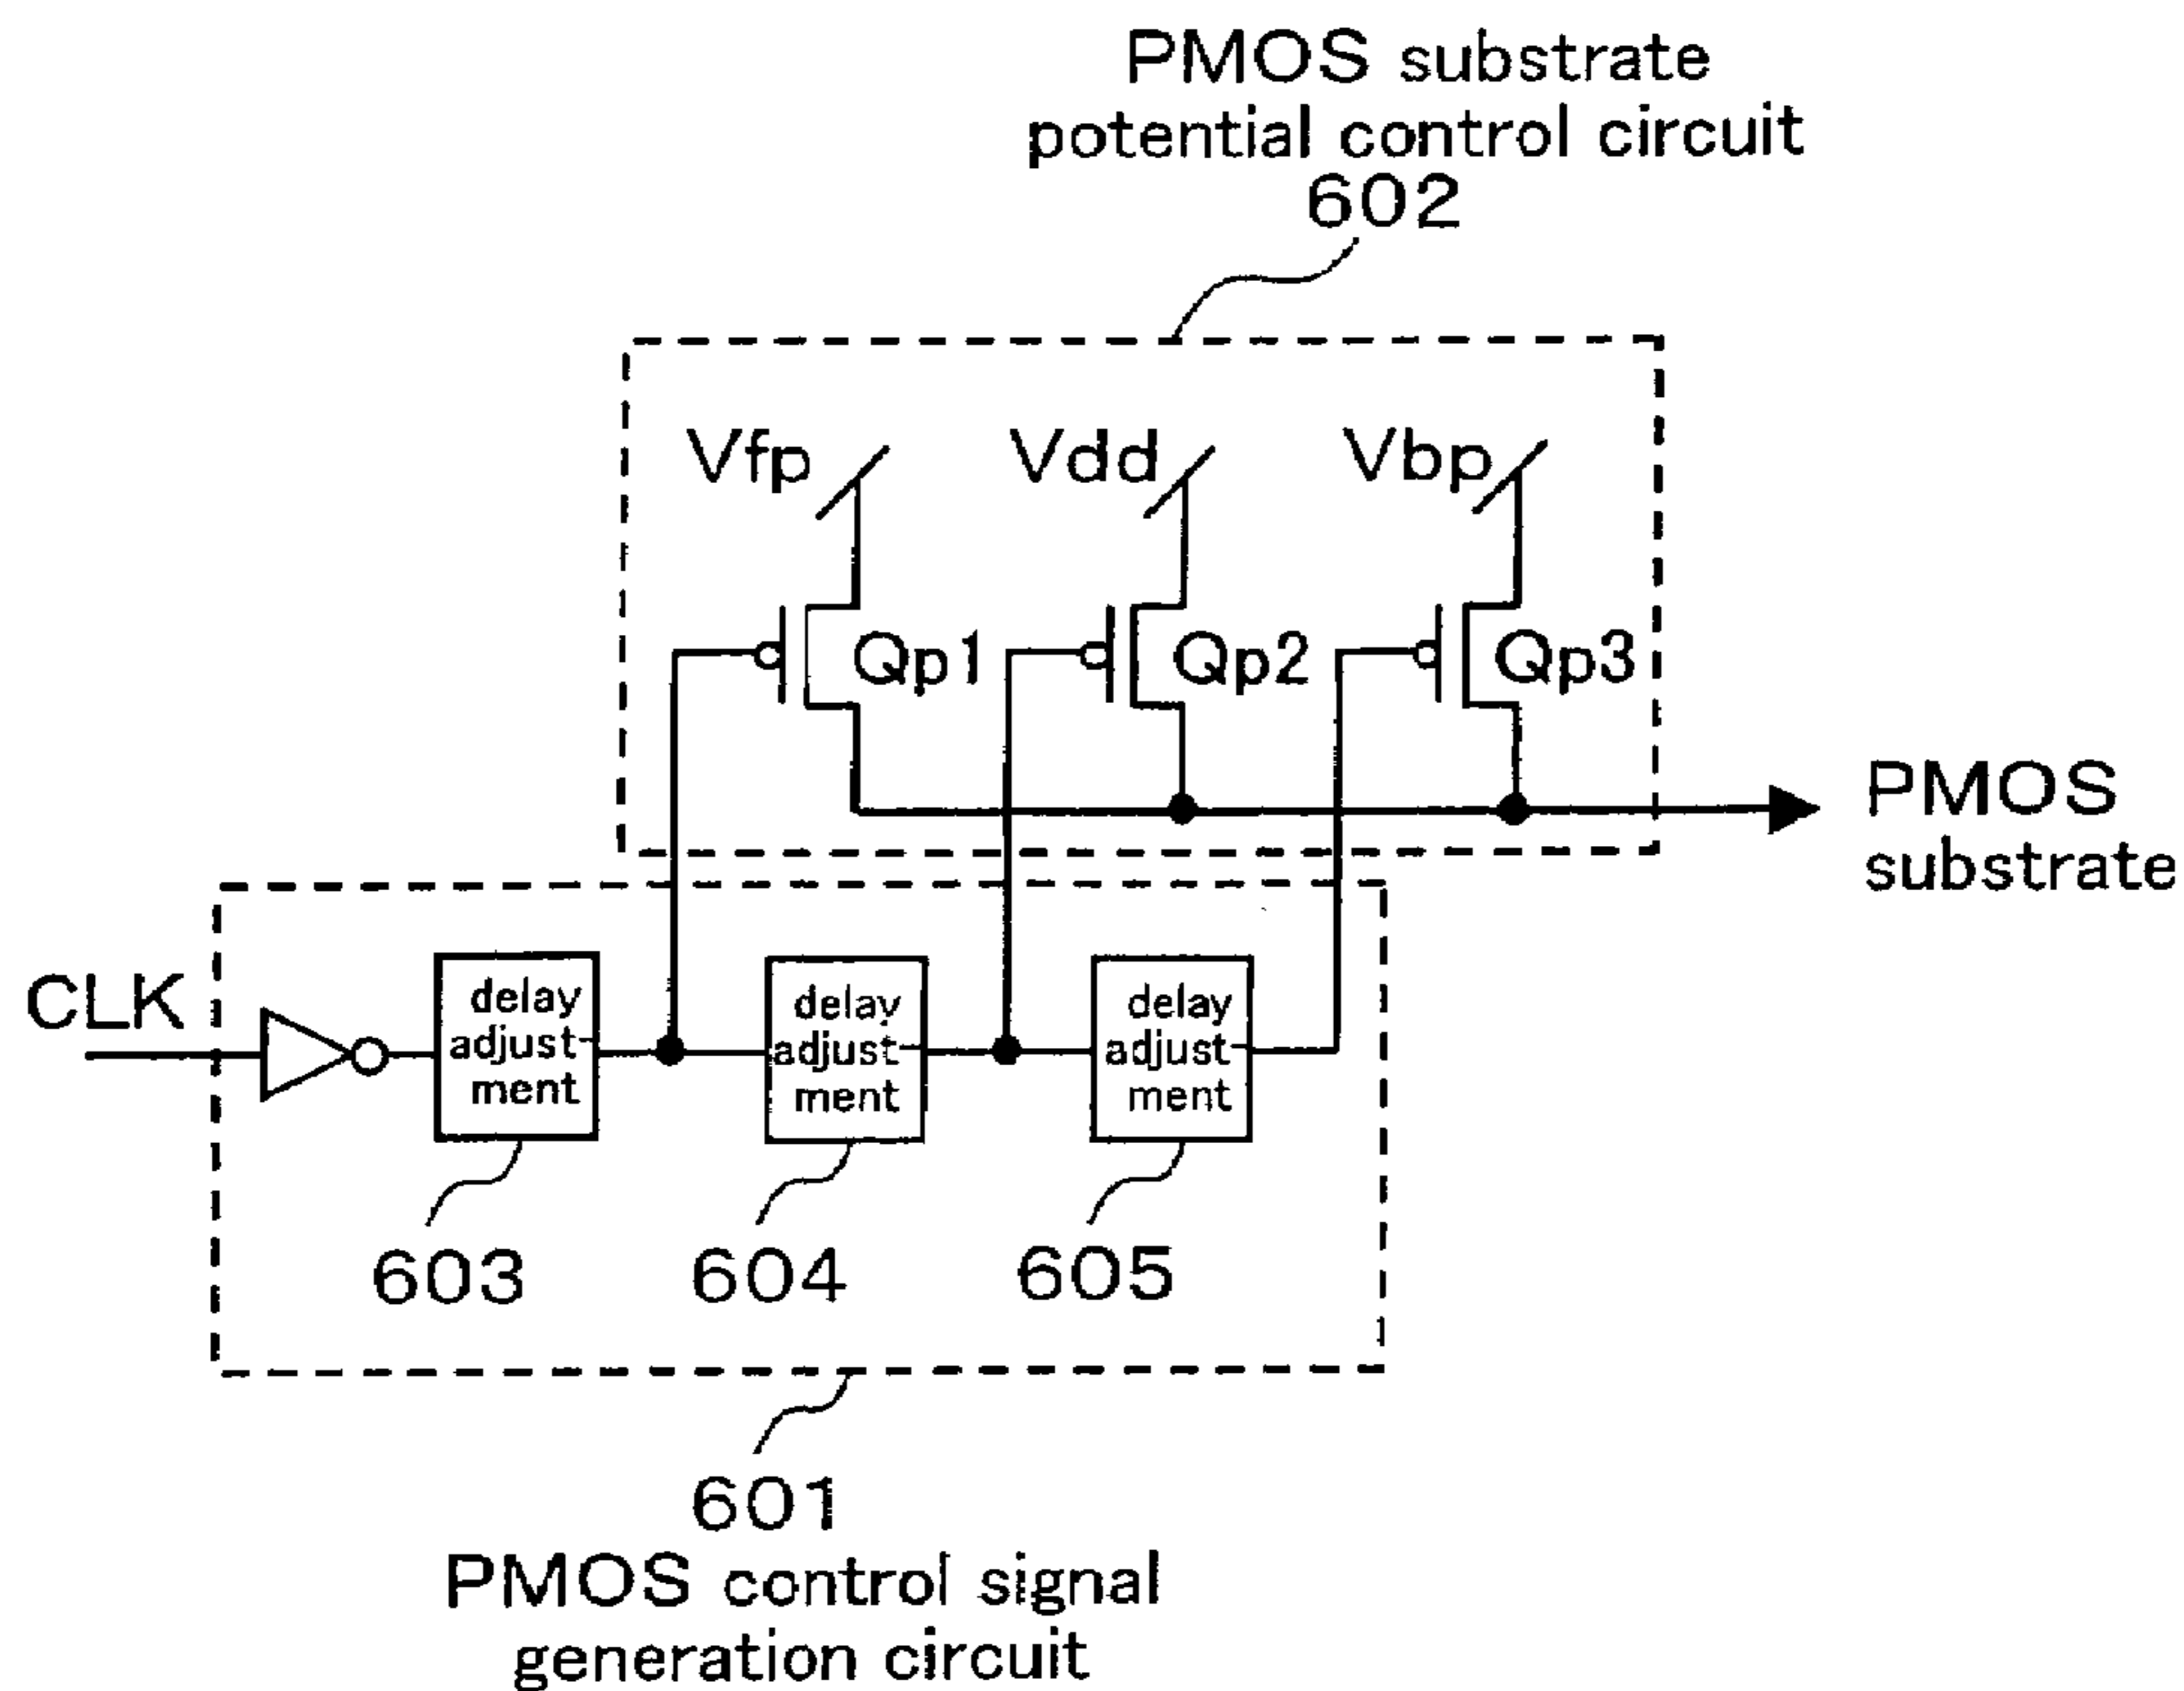 PMOS substrate
potential control circuit
602
Vfp
Vdd
Vbp
Qp1
Qp2
Qp3
PMOS
substrate
CLK
delay
adjust-
ment
delay
adjust-
ment
delay
adjust-
ment
603
604
605
601
PMOS control signal
generation circuit